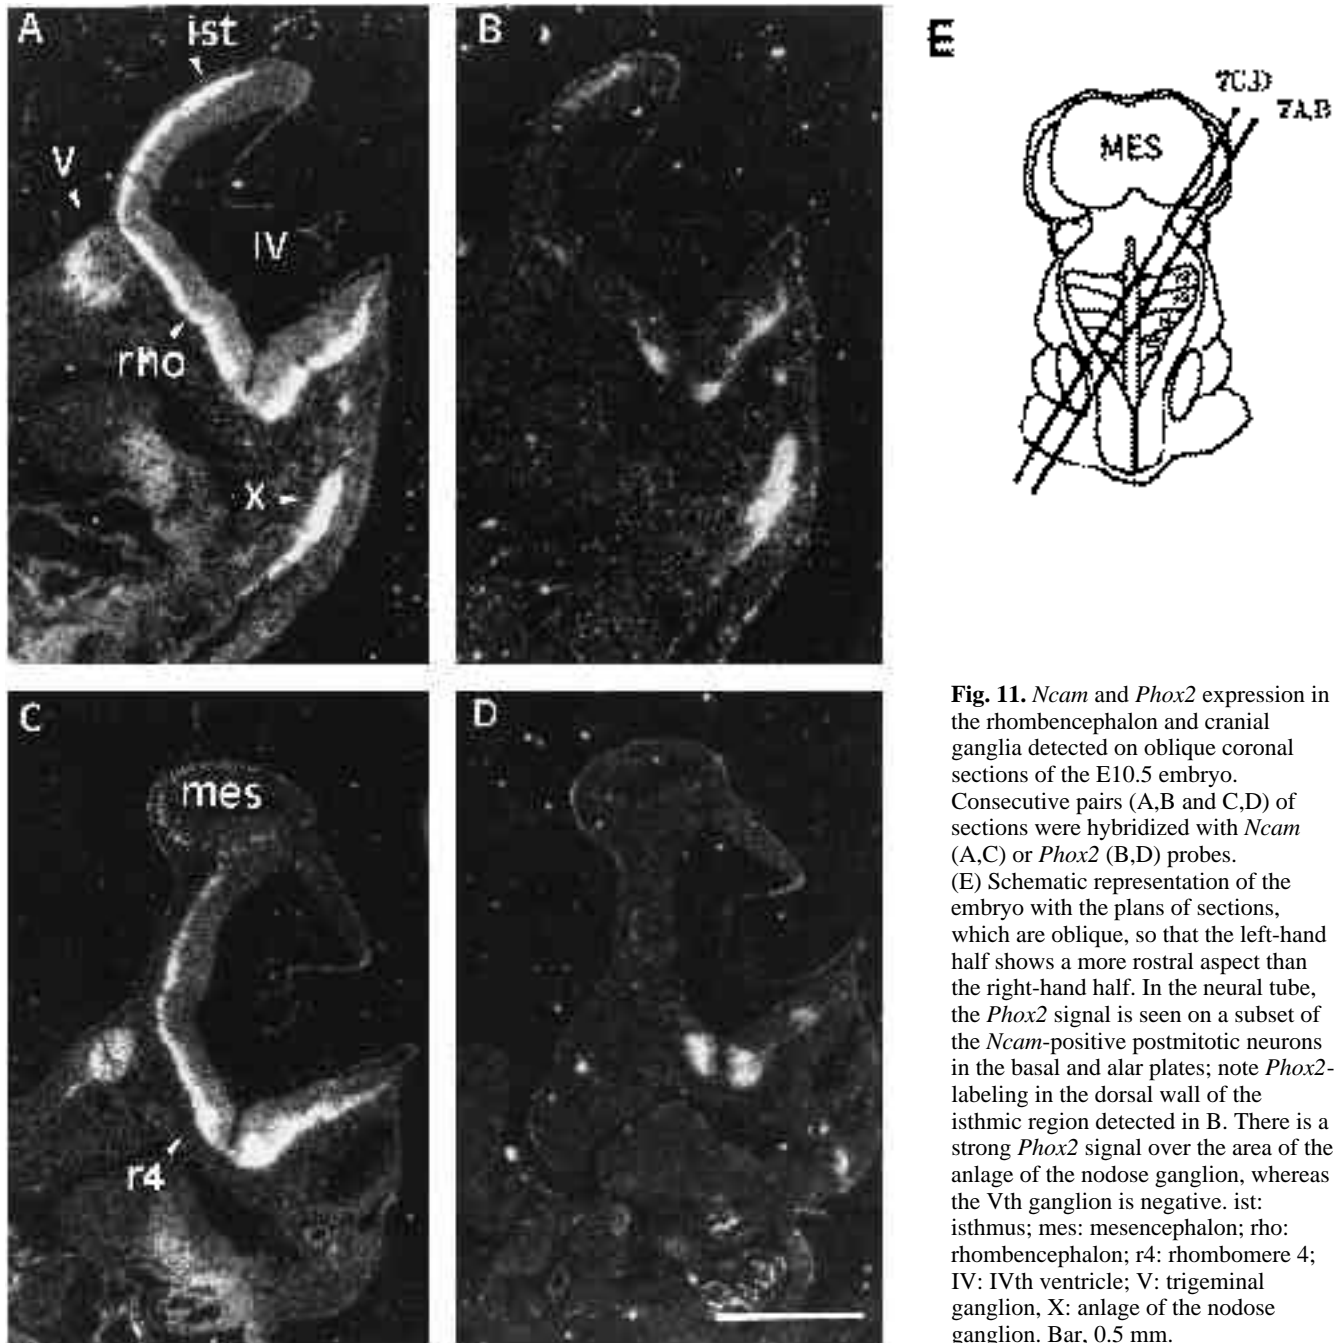 A
ist
V
IV
rho
X
B
E
7C,D
7A,B
MES
C
mes
r4
D
Fig. 11. Ncam and Phox2 expression in
the rhombencephalon and cranial
ganglia detected on oblique coronal
sections of the E10.5 embryo.
Consecutive pairs (A,B and C,D) of
sections were hybridized with Ncam
(A,C) or Phox2 (B,D) probes.
(E) Schematic representation of the
embryo with the plans of sections,
which are oblique, so that the left-hand
half shows a more rostral aspect than
the right-hand half. In the neural tube,
the Phox2 signal is seen on a subset of
the Ncam-positive postmitotic neurons
in the basal and alar plates; note Phox2-
labeling in the dorsal wall of the
isthmic region detected in B. There is a
strong Phox2 signal over the area of the
anlage of the nodose ganglion, whereas
the Vth ganglion is negative. ist:
isthmus; mes: mesencephalon; rho:
rhombencephalon; r4: rhombomere 4;
IV: IVth ventricle; V: trigeminal
ganglion, X: anlage of the nodose
ganglion. Bar, 0.5 mm.